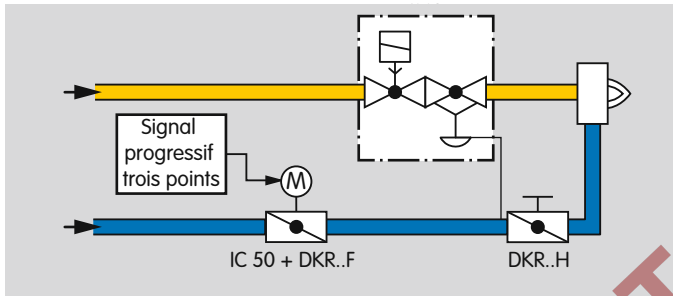 Signal
progressif
trois points
M
IC 50 + DKR..F
DKR..H